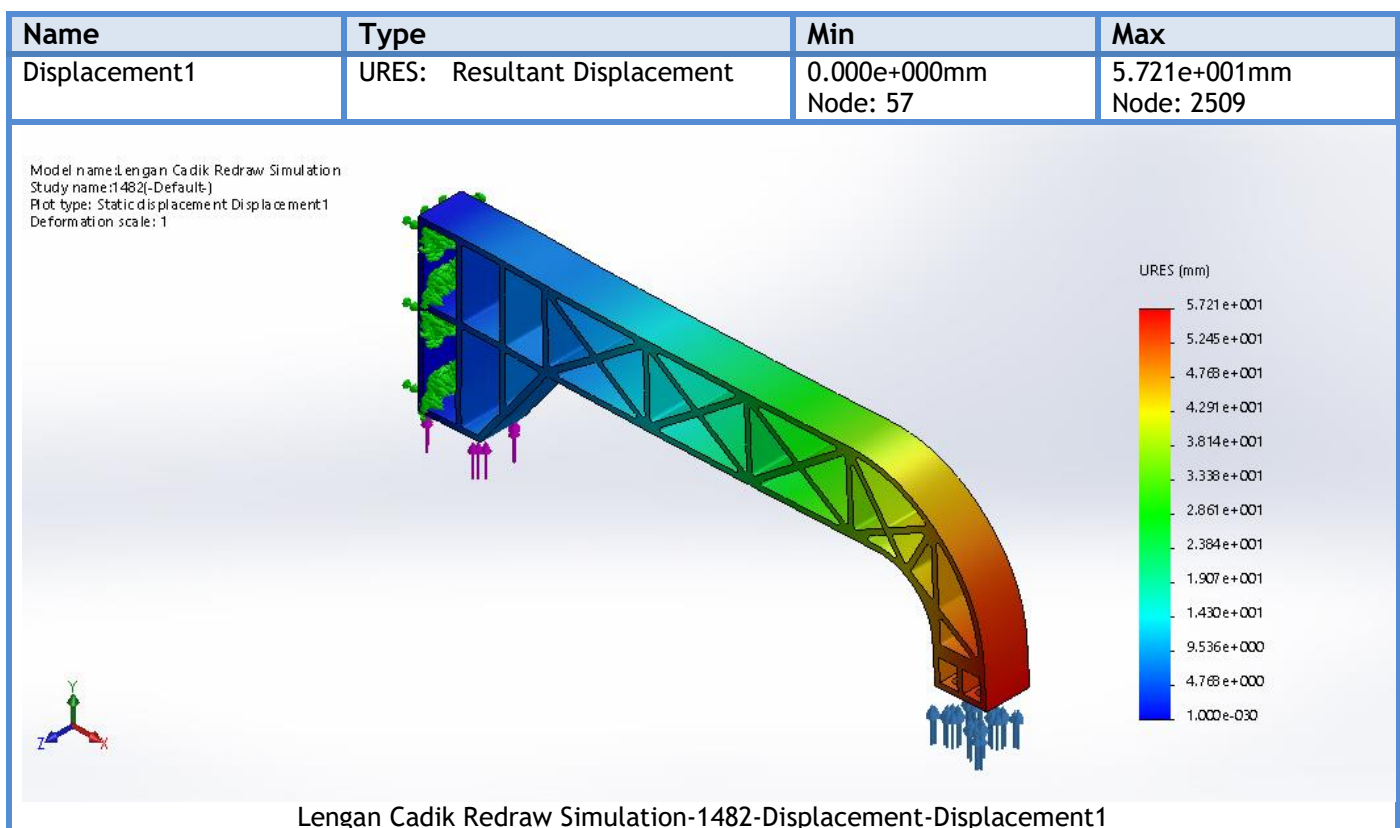 Name Type Min Max
Displacement1 URES: Resultant Displacement 0.000e+000mm 5.721e+001mm
Node: 57 Node: 2509
Model name:Lengan Cadik Redraw Simulation
Study name:1482(-Default-)
Plot type: Static displacement Displacement1
Deformation scale: 1
URES (mm)
5.721e+001
5.245e+001
4.768e+001
4.291e+001
3.814e+001
3.338e+001
2.861e+001
2.384e+001
1.907e+001
1.430e+001
9.536e+000
4.768e+000
1.000e-030
Y
Z X
Lengan Cadik Redraw Simulation-1482-Displacement-Displacement1